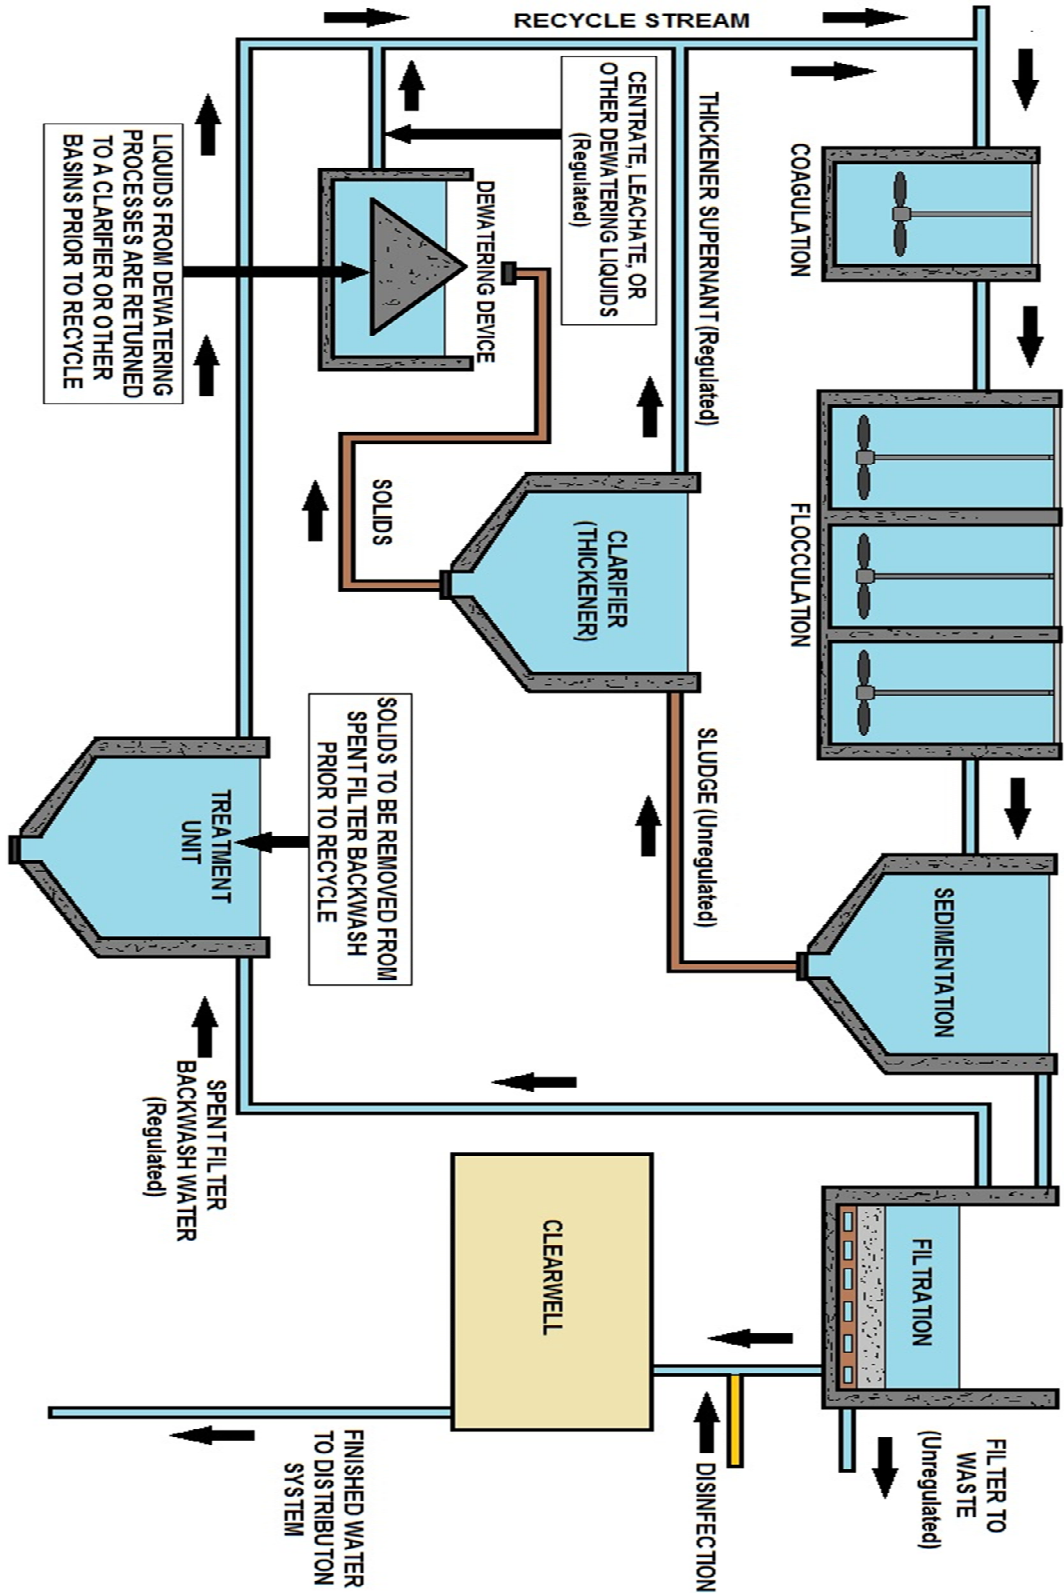 RECYCLE STREAM
COAGULATION
FLOCCULATION
SEDIMENTATION
FILTRATION
FILTER TO
WASTE
(Unregulated)
THICKENER SUPERNANT (Regulated)
CENTRATE, LEACHATE, OR
OTHER DEWATERING LIQUIDS
(Regulated)
DEWATERING DEVICE
CLARIFIER
(THICKENER)
SOLIDS
SLUDGE (Unregulated)
DISINFECTION
CLEARWELL
LIQUIDS FROM DEWATERING
PROCESSES ARE RETURNED
TO A CLARIFIER OR OTHER
BASINS PRIOR TO RECYCLE
SOLIDS TO BE REMOVED FROM
SPENT FILTER BACKWASH
PRIOR TO RECYCLE
TREATMENT
UNIT
SPENT FILTER
BACKWASH WATER
(Regulated)
FINISHED WATER
TO DISTRIBUTON
SYSTEM